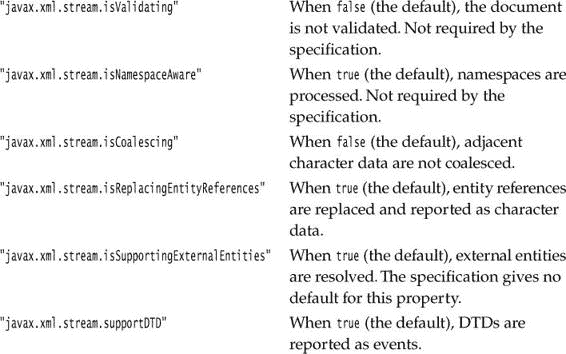 "javax.xml.stream.isValidating" When false (the default), the document
is not validated. Not required by the
specification.
"javax.xml.stream.isNamespaceAware" When true (the default), namespaces are
processed. Not required by the
specification.
"javax.xml.stream.isCoalescing" When false (the default), adjacent
character data are not coalesced.
"javax.xml.stream.isReplacingEntityReferences" When true (the default), entity references
are replaced and reported as character
data.
"javax.xml.stream.isSupportingExternalEntities" When true (the default), external entities
are resolved. The specification gives no
default for this property.
"javax.xml.stream.supportDTD" When true (the default), DTDs are
reported as events.